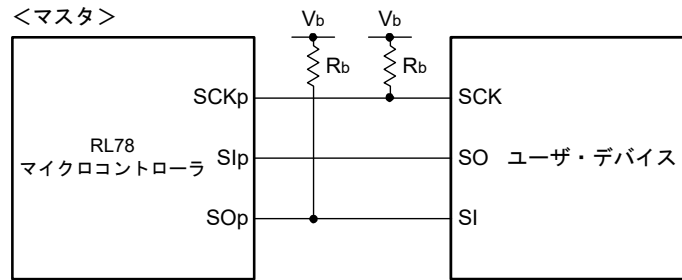 ＜マスタ＞
Vb Vb
Rb Rb
SCKp SCK
RL78
マイクロコントローラ
SIp SO ユーザ・デバイス
SOp SI